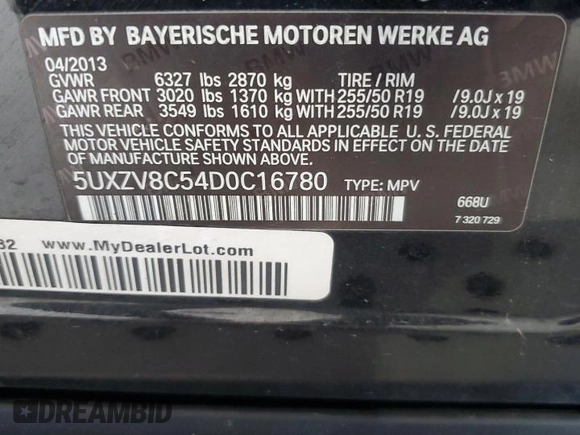 MFD BY BAYERISCHE MOTOREN WERKE AG
04/2013
GVWR 6327 lbs 2870 kg TIRE / RIM
GAWR FRONT 3020 lbs 1370 kg WITH 255/50 R19 /9.0J x 19
GAWR REAR 3549 lbs 1610 kg WITH 255/50 R19 /9.0J x 19
THIS VEHICLE CONFORMS TO ALL APPLICABLE U. S. FEDERAL
MOTOR VEHICLE SAFETY STANDARDS IN EFFECT ON THE DATE
OF MANUFACTURE SHOWN ABOVE.
5UXZV8C54D0C16780 TYPE: MPV
668U
7 320 729
www.MyDealerLot.com
DREAMBID